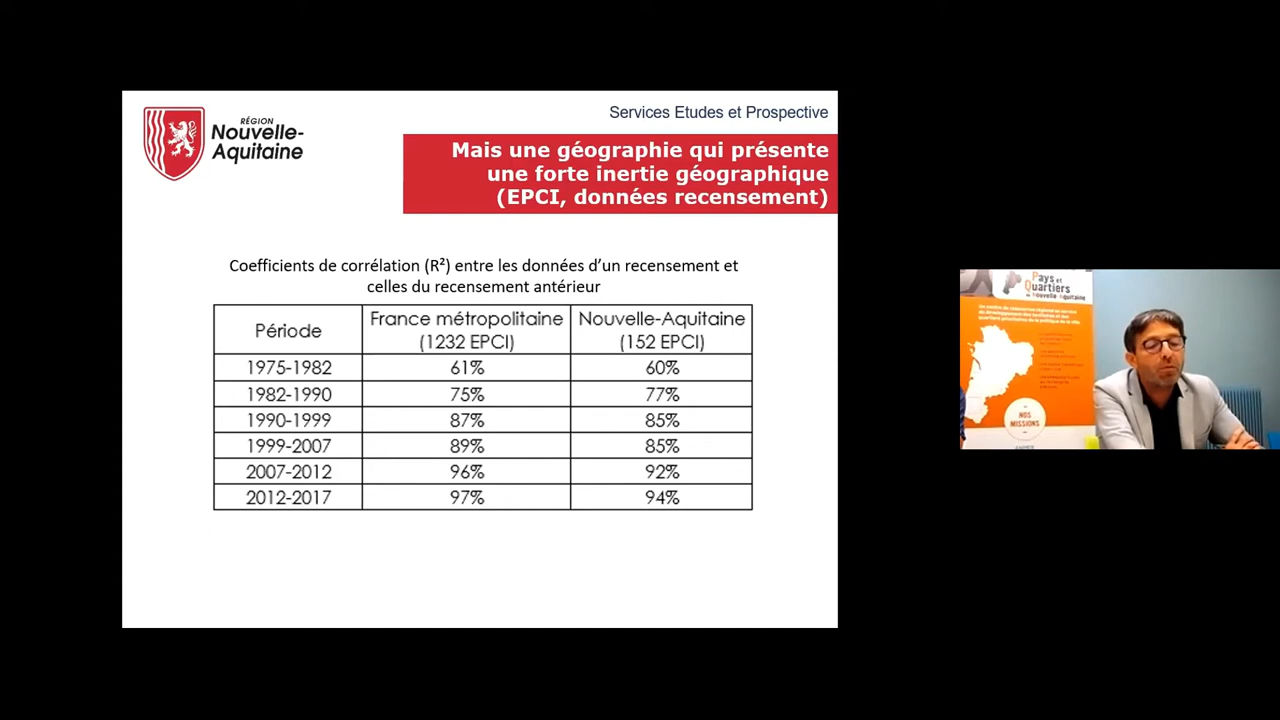 RÉGION
Nouvelle-
Aquitaine
Services Etudes et Prospective
Mais une géographie qui présente
une forte inertie géographique
(EPCI, données recensement)
Coefficients de corrélation (R²) entre les données d’un recensement et
celles du recensement antérieur
Période
France métropolitaine
(1232 EPCI)
Nouvelle-Aquitaine
(152 EPCI)
1975-1982 61% 60%
1982-1990 75% 77%
1990-1999 87% 85%
1999-2007 89% 85%
2007-2012 96% 92%
2012-2017 97% 94%
Pays et
Quartiers
de Nouvelle-Aquitaine
NOS
MISSIONS